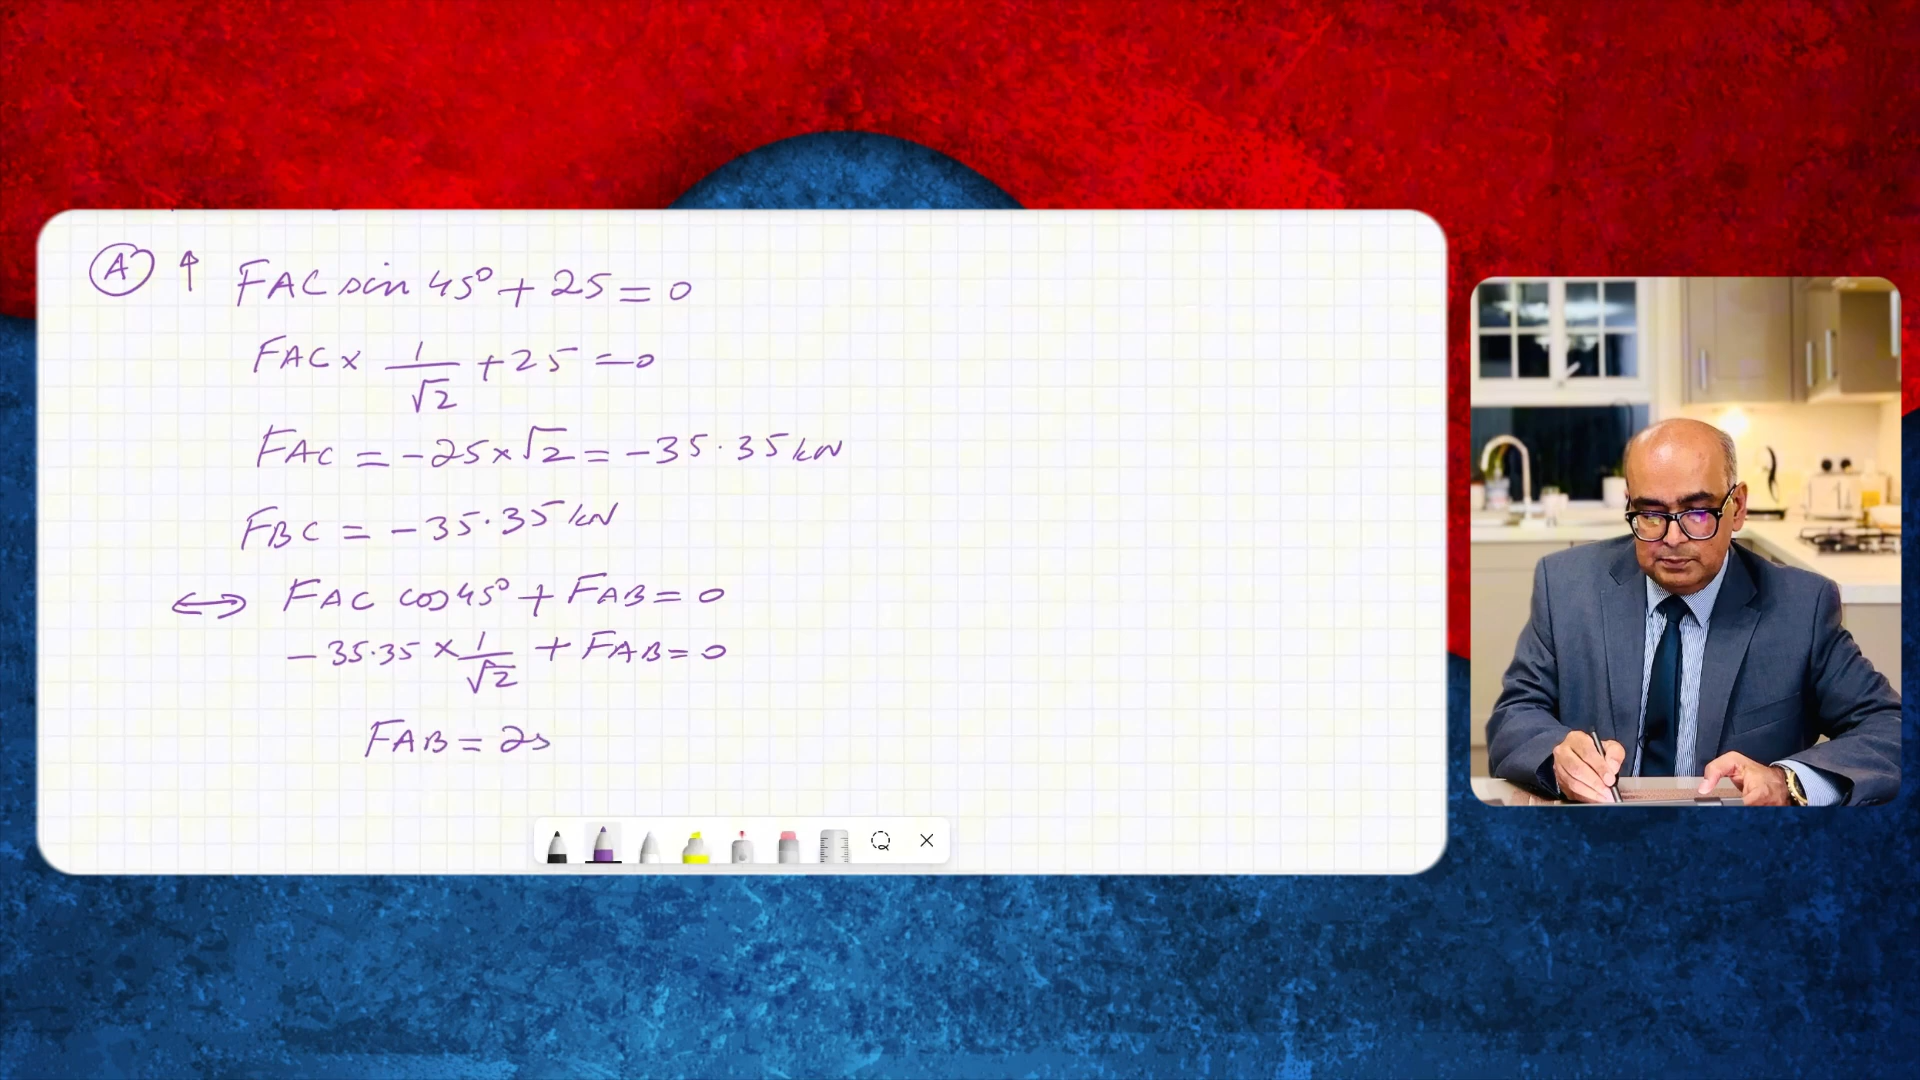 A ↑ FAC sin 45° + 25 = 0
FAC × 1/√2 + 25 = 0
FAC = -25×√2 = -35.35 kN
FBC = -35.35 kN
↔ FAC cos 45° + FAB = 0
-35.35 × 1/√2 + FAB = 0
FAB = 25